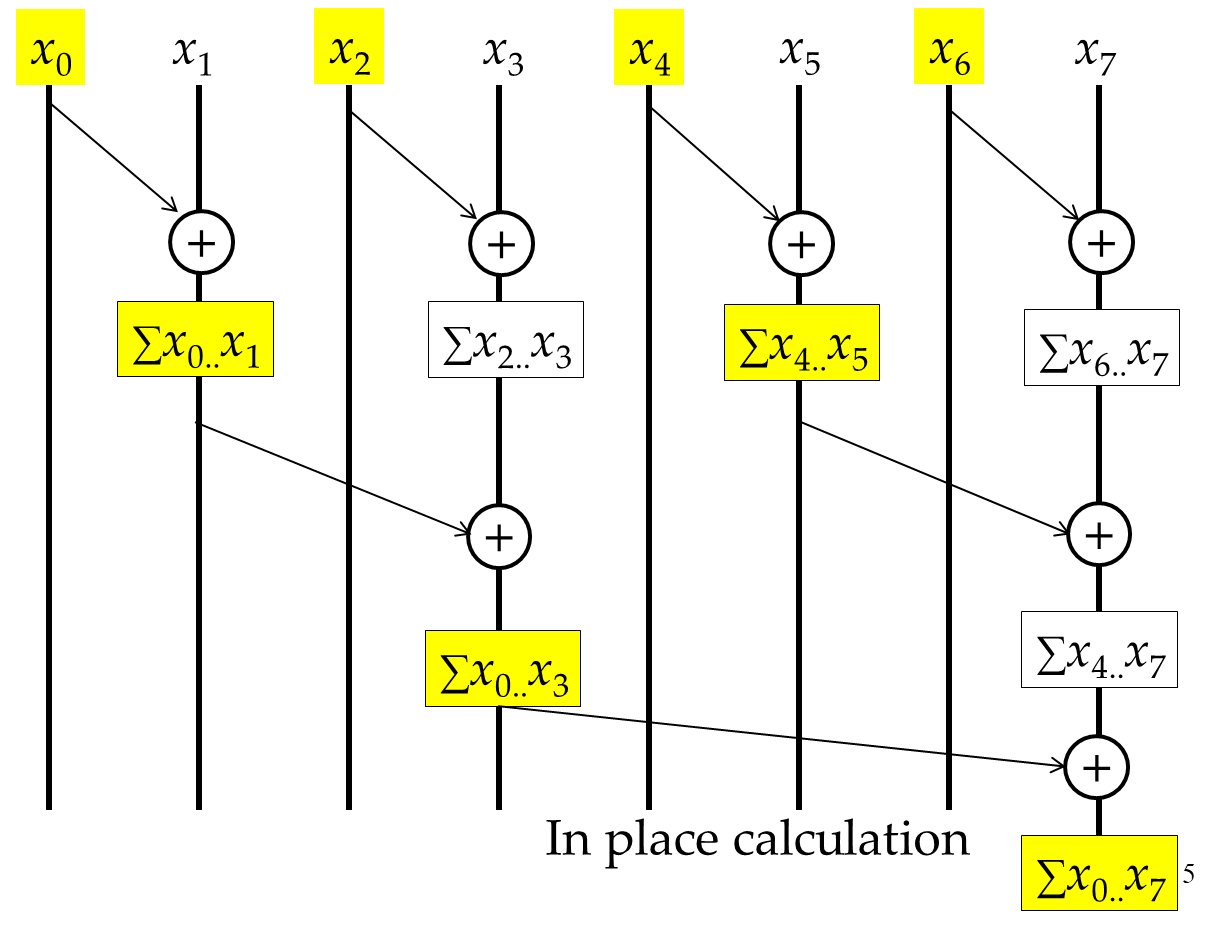 x₀ x₁ x₂ x₃ x₄ x₅ x₆ x₇
+ + + +
∑x₀..x₁ ∑x₂..x₃ ∑x₄..x₅ ∑x₆..x₇
+ +
∑x₀..x₃ ∑x₄..x₇
+
In place calculation
∑x₀..x₇ 5